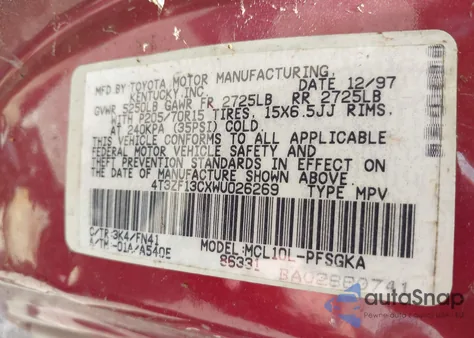 MFD.BY TOYOTA MOTOR MANUFACTURING,
KENTUCKY INC. DATE 12/97
GVWR 5250LB GAWR FR 2725LB RR 2725LB
WITH P205/70R15 TIRES, 15X6.5JJ RIMS.
AT 240KPA (35PSI) COLD.
THIS VEHICLE CONFORMS TO ALL APPLICABLE
FEDERAL MOTOR VEHICLE SAFETY AND
THEFT PREVENTION STANDARDS IN EFFECT ON
THE DATE OF MANUFACTURE SHOWN ABOVE.
4T3ZF13CXWU026269 TYPE MPV
C/TR:3K4/FN41 MODEL:MCL10L-PFSGKA
A/TM:-01A/A540E 86331
autoSnap